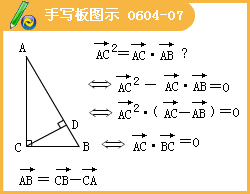 手写板图示 0604-07
A
AC²=AC·AB ?
⇔ AC² − AC·AB=0
⇔ AC²·(AC−AB)=0
D
C
B
⇔ AC·BC=0
AB = CB−CA